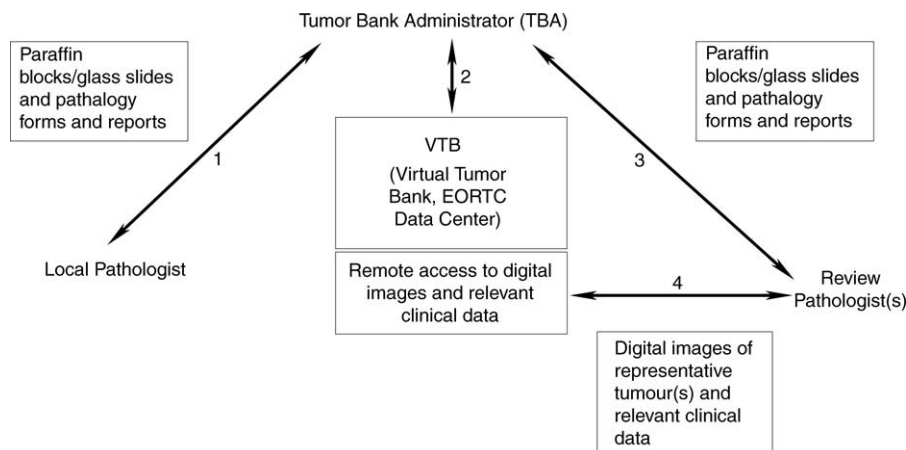 Tumor Bank Administrator (TBA)
Paraffin
blocks/glass slides
and pathalogy
forms and reports
Paraffin
blocks/glass slides
and pathalogy
forms and reports
2
1
3
VTB
(Virtual Tumor
Bank, EORTC
Data Center)
Local Pathologist
Remote access to digital
images and relevant
clinical data
4
Review
Pathologist(s)
Digital images of
representative
tumour(s) and
relevant clinical
data